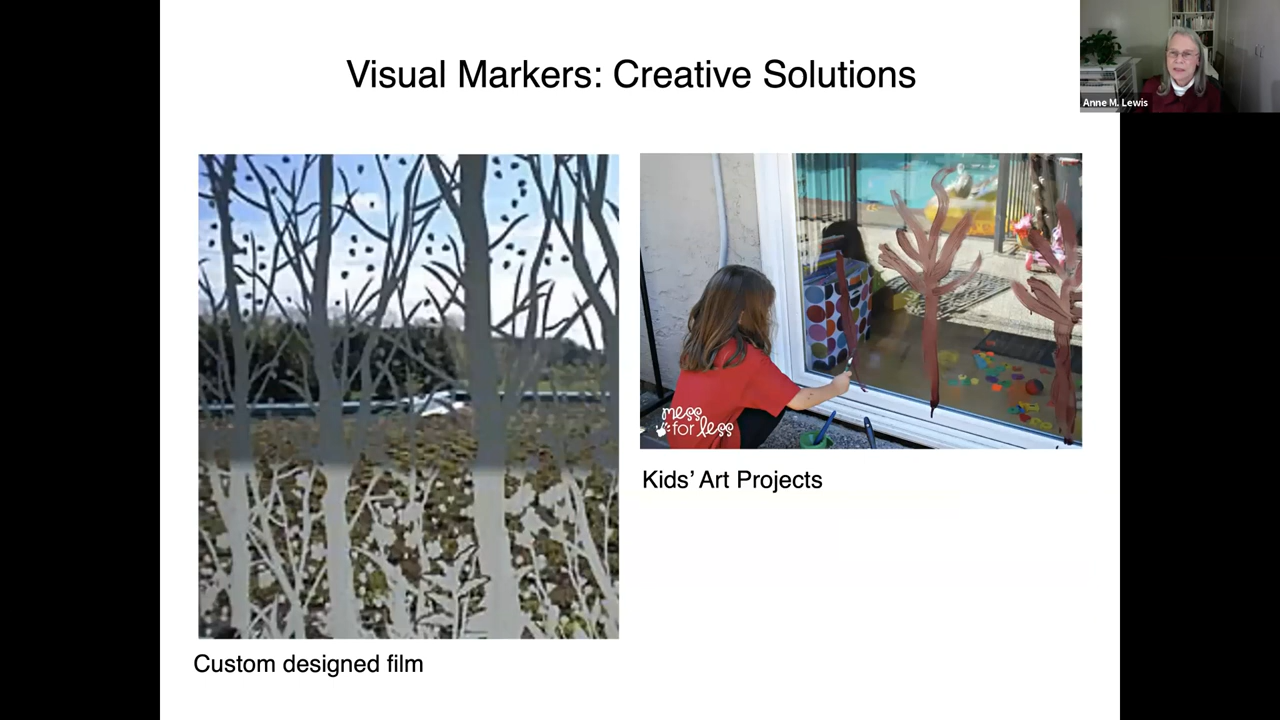 Visual Markers: Creative Solutions
Anne M. Lewis
mess
for less
Kids' Art Projects
Custom designed film